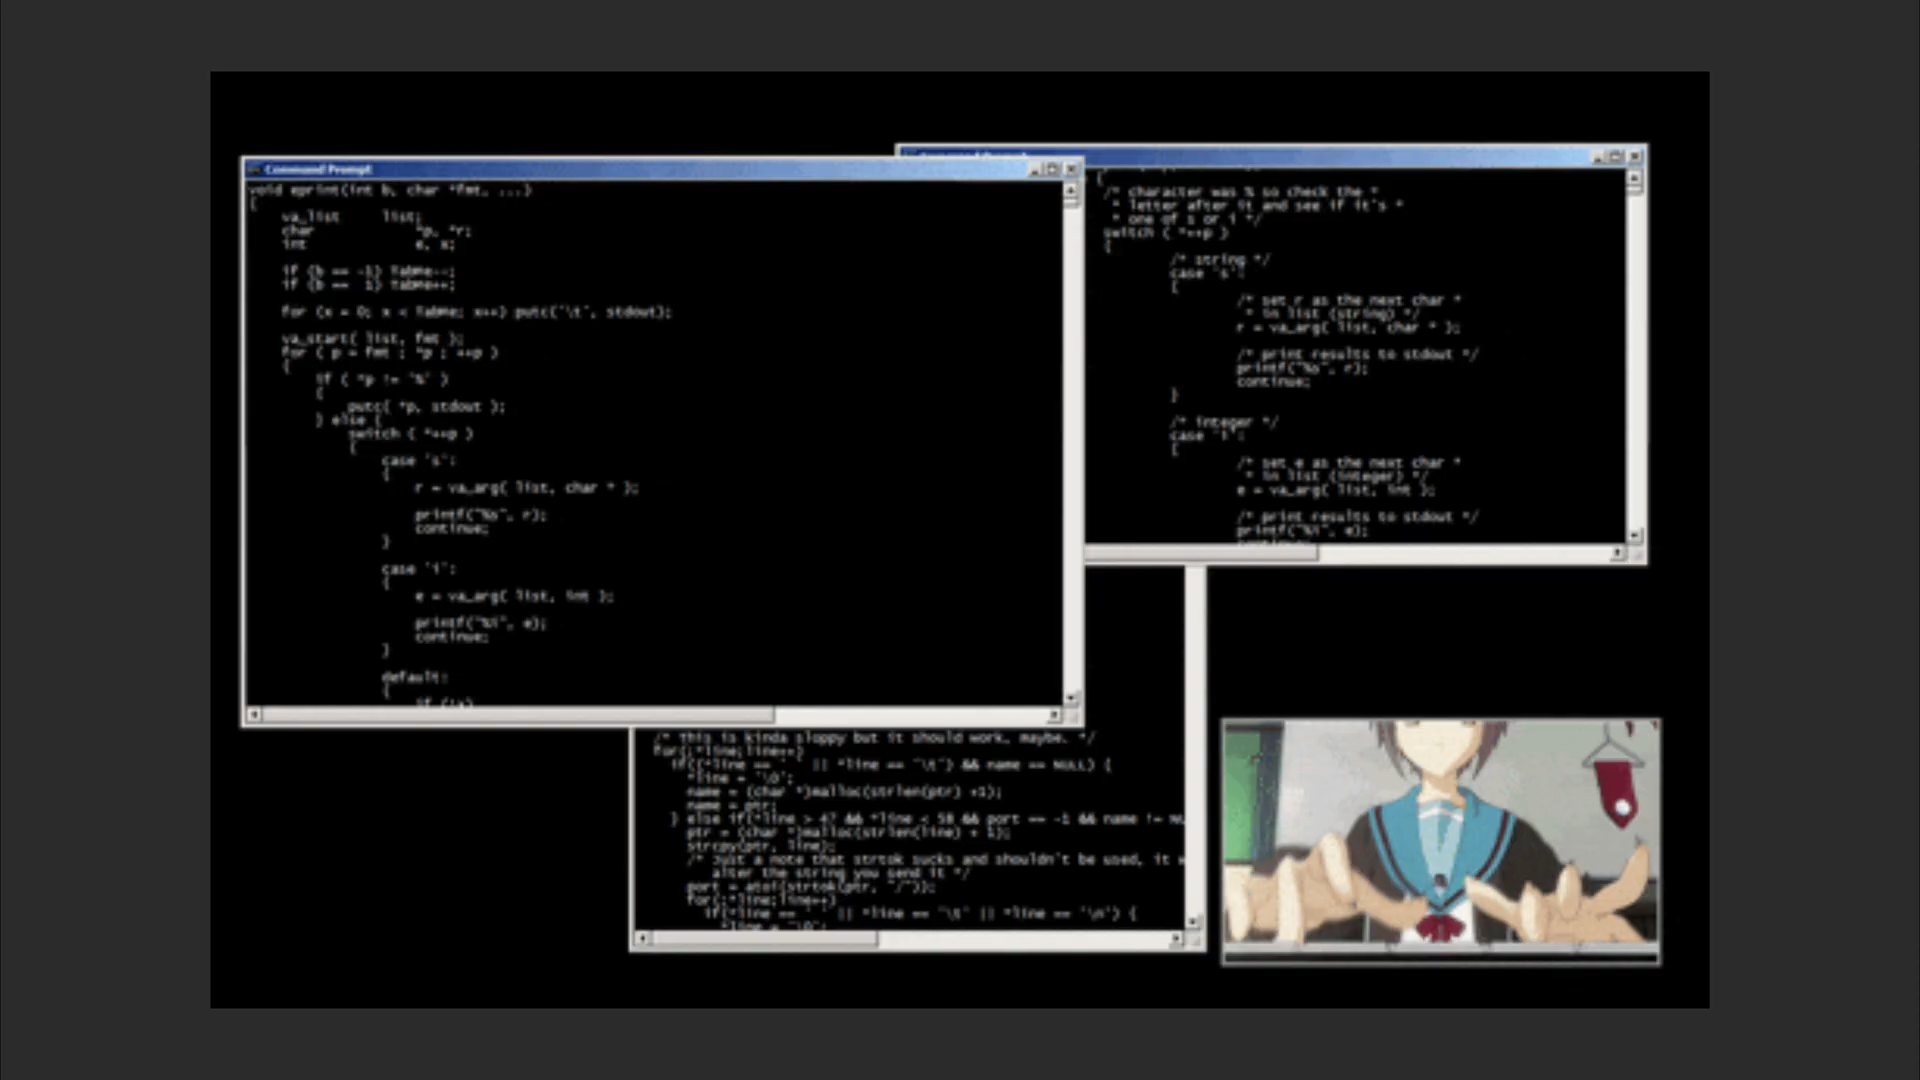 Command Prompt
void eprint(int b, char *fmt, ...)
{
va_list list;
char *p, *r;
int e, x;
if (b == -1) TabMe--;
if (b == 1) TabMe++;
for (x = 0; x < TabMe; x++) putc('\t', stdout);
va_start( list, fmt );
for ( p = fmt ; *p ; ++p )
{
if ( *p != '%' )
{
putc( *p, stdout );
} else {
switch ( *++p )
{
case 's':
{
r = va_arg( list, char * );
printf("%s", r);
continue;
}
case 'i':
{
e = va_arg( list, int );
printf("%i", e);
continue;
}
default:
{
{
/* character was % so check the *
* letter after it and see if it's *
* one of s or i */
switch ( *++p )
{
/* string */
case 's':
{
/* set r as the next char *
* in list (string) */
r = va_arg( list, char * );
/* print results to stdout */
printf("%s", r);
continue;
}
/* integer */
case 'i':
{
/* set e as the next char *
* in list (integer) */
e = va_arg( list, int );
/* print results to stdout */
printf("%i", e);
/* this is kinda sloppy but it should work, maybe. */
for(;*line;line++)
if((*line == ' ' || *line == '\t') && name == NULL) {
*line = '\0';
name = (char *)malloc(strlen(ptr) +1);
name = ptr;
} else if(*line > 47 && *line < 58 && port == -1 && name != NU
ptr = (char *)malloc(strlen(line) + 1);
strcpy(ptr, line);
/* just a note that strtok sucks and shouldn't be used, it
alter the string you send it */
port = atoi(strtok(ptr, "/"));
for(;*line;line++)
if(*line == ' ' || *line == '\t' || *line == '\n') {
*line = '\0';